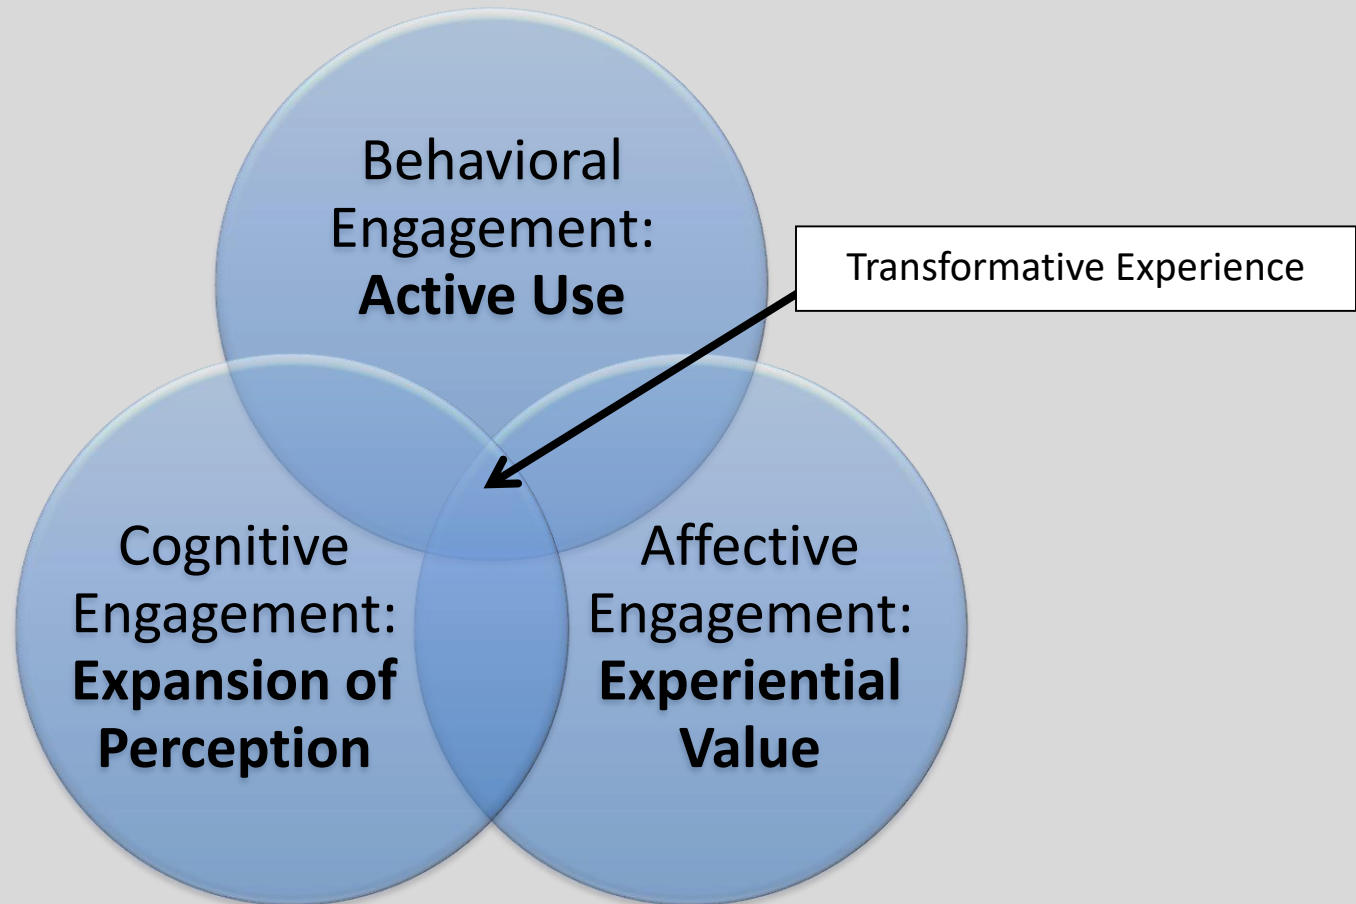 Behavioral
Engagement:
Active Use
Transformative Experience
Cognitive
Engagement:
Expansion of
Perception
Affective
Engagement:
Experiential
Value